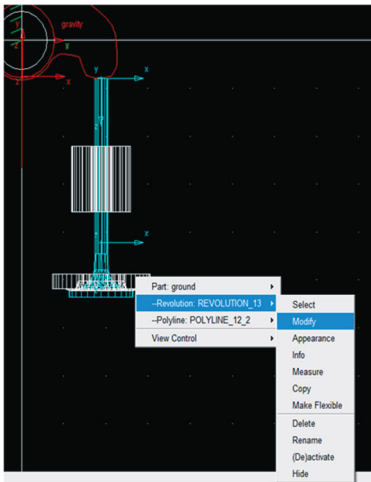 gravity
y
y
z
x
z
y
x
z
x
Part: ground
--Revolution: REVOLUTION_13
--Polyline: POLYLINE_12_2
View Control
Select
Modify
Appearance
Info
Measure
Copy
Make Flexible
Delete
Rename
(De)activate
Hide